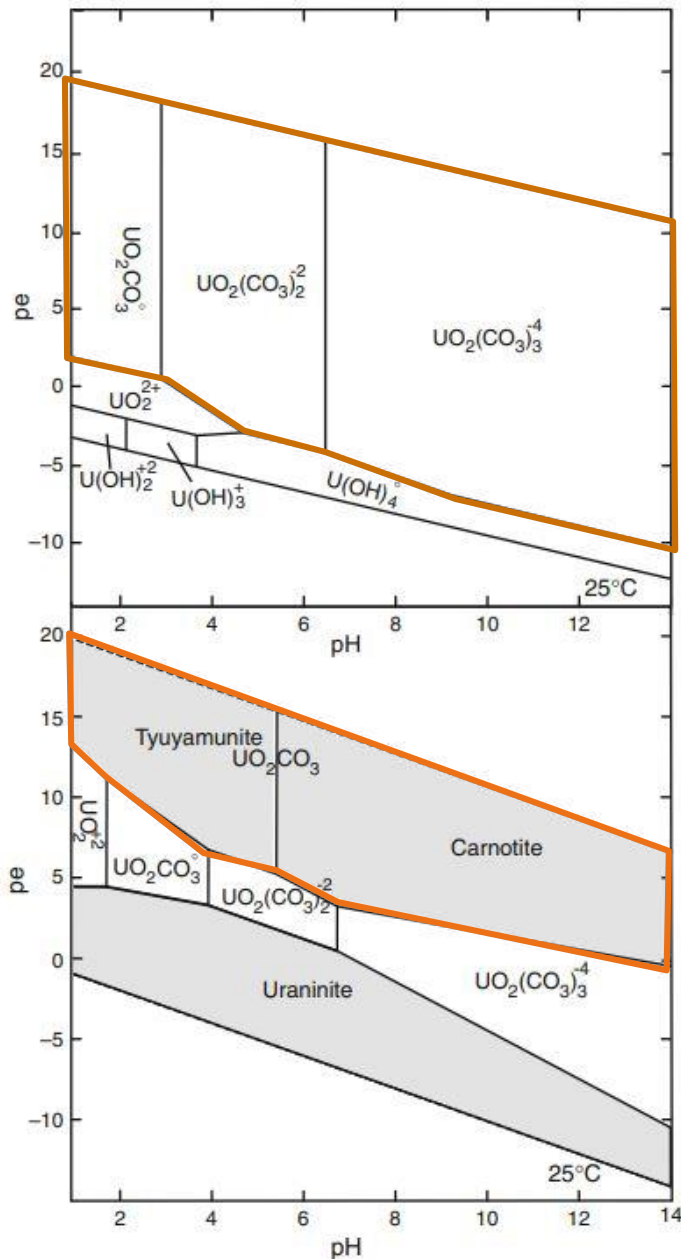 20
15
UO₂CO₃°
UO₂(CO₃)₂⁻²
10
UO₂(CO₃)₃⁻⁴
5
pe
0
UO₂²⁺
−5
U(OH)₂⁺²
U(OH)₃⁺
U(OH)₄°
−10
25°C
2 4 6 8 10 12
pH
20
15
Tyuyamunite
UO₂CO₃
10
UO₂⁺²
Carnotite
pe
5
UO₂CO₃°
UO₂(CO₃)₂⁻²
0
UO₂(CO₃)₃⁻⁴
Uraninite
−5
−10
25°C
2 4 6 8 10 12 14
pH